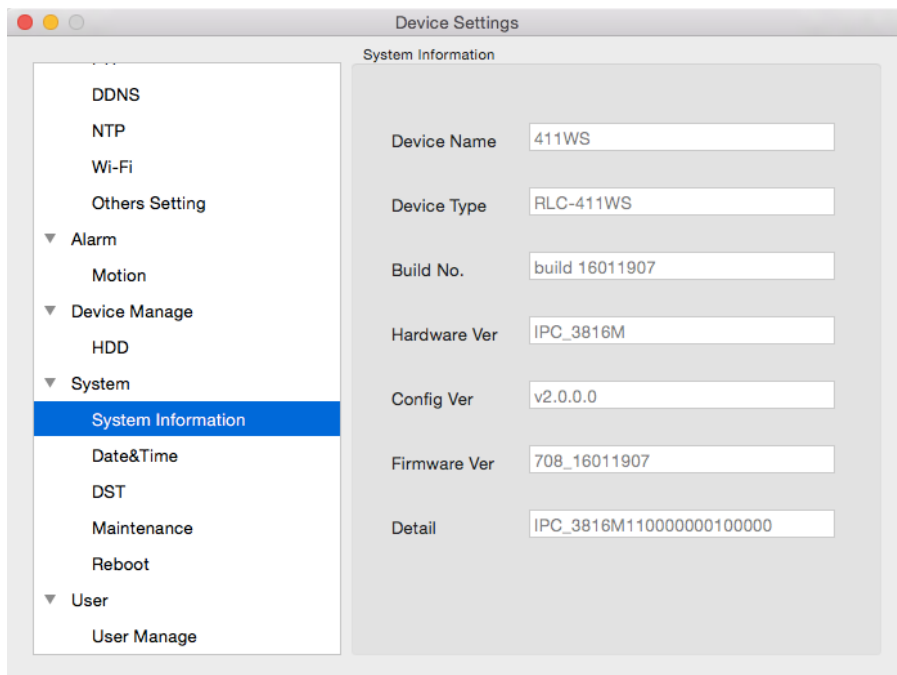 Device Settings
System Information
DDNS
NTP
Wi-Fi
Others Setting
Alarm
Motion
Device Manage
HDD
System
System Information
Date&Time
DST
Maintenance
Reboot
User
User Manage
Device Name 411WS
Device Type RLC-411WS
Build No. build 16011907
Hardware Ver IPC_3816M
Config Ver v2.0.0.0
Firmware Ver 708_16011907
Detail IPC_3816M110000000100000